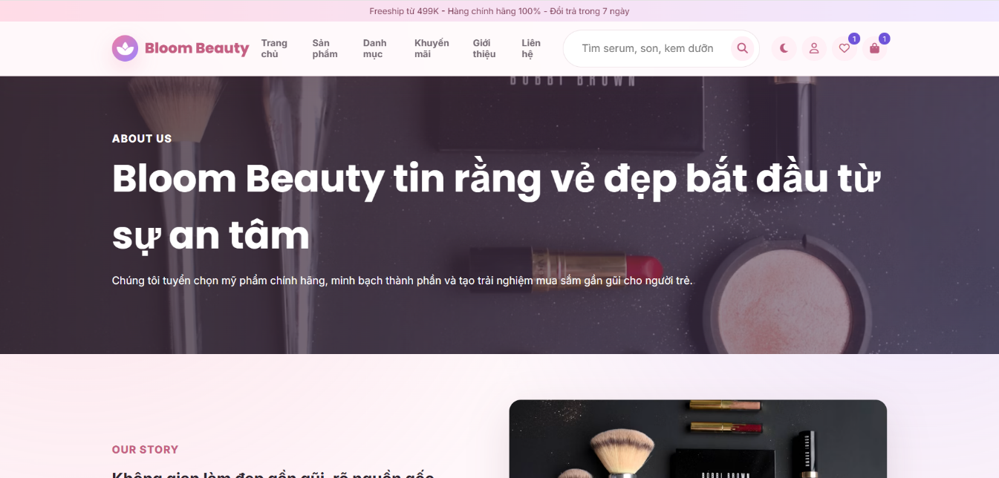 Freeship từ 499K - Hàng chính hãng 100% - Đổi trả trong 7 ngày
Bloom Beauty
Trang chủ
Sản phẩm
Danh mục
Khuyến mãi
Giới thiệu
Liên hệ
Tìm serum, son, kem dưỡn
1
1
BOBBI BROWN
ABOUT US
Bloom Beauty tin rằng vẻ đẹp bắt đầu từ
sự an tâm
Chúng tôi tuyển chọn mỹ phẩm chính hãng, minh bạch thành phần và tạo trải nghiệm mua sắm gần gũi cho người trẻ.
OUR STORY
Không gian làm đẹp gần gũi, rõ nguồn gốc
BOBBI BROWN